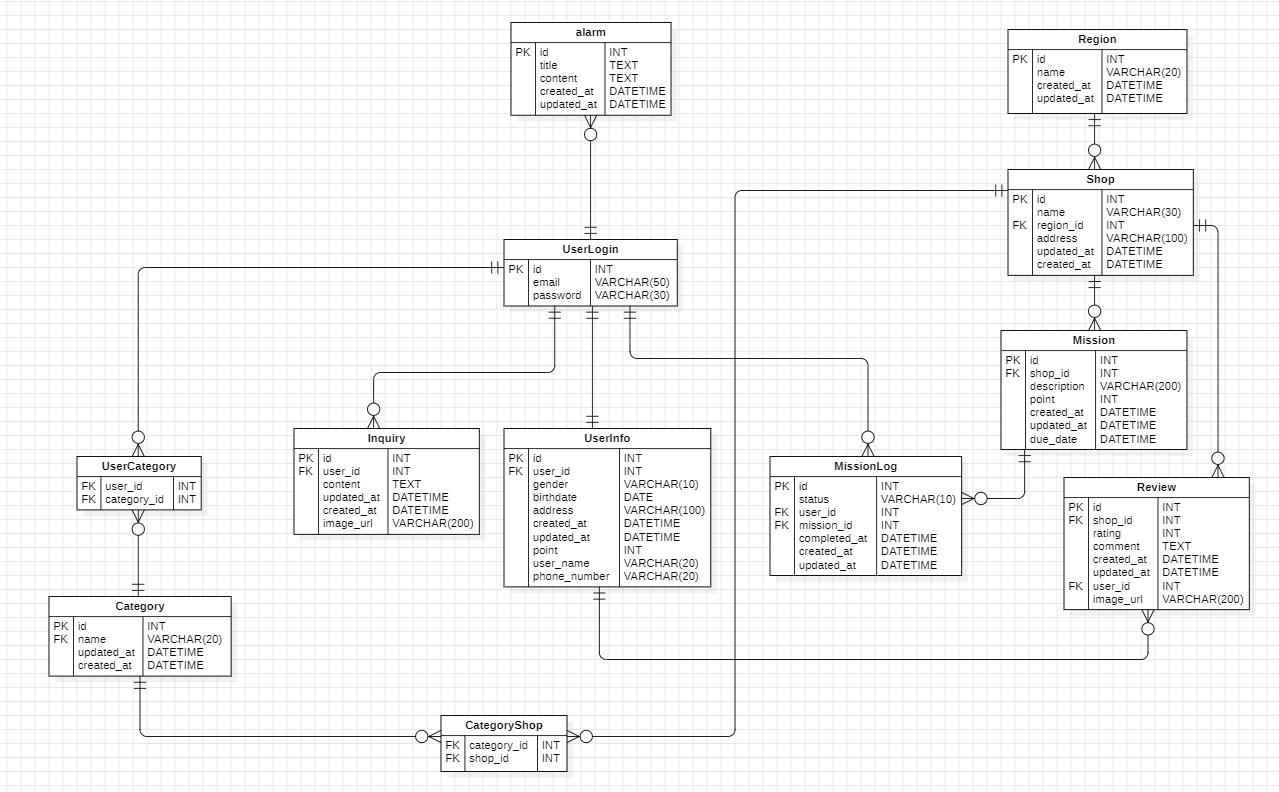 alarm
PK id INT
title TEXT
content TEXT
created_at DATETIME
updated_at DATETIME
Region
PK id INT
name VARCHAR(20)
created_at DATETIME
updated_at DATETIME
Shop
PK id INT
name VARCHAR(30)
FK region_id INT
address VARCHAR(100)
updated_at DATETIME
created_at DATETIME
UserLogin
PK id INT
email VARCHAR(50)
password VARCHAR(30)
Mission
PK id INT
FK shop_id INT
description VARCHAR(200)
point INT
created_at DATETIME
updated_at DATETIME
due_date DATETIME
UserCategory
FK user_id INT
FK category_id INT
Inquiry
PK id INT
FK user_id INT
content TEXT
updated_at DATETIME
created_at DATETIME
image_url VARCHAR(200)
UserInfo
PK id INT
FK user_id INT
gender VARCHAR(10)
birthdate DATE
address VARCHAR(100)
created_at DATETIME
updated_at DATETIME
point INT
user_name VARCHAR(20)
phone_number VARCHAR(20)
MissionLog
PK id INT
status VARCHAR(10)
FK user_id INT
FK mission_id INT
completed_at DATETIME
created_at DATETIME
updated_at DATETIME
Review
PK id INT
FK shop_id INT
rating INT
comment TEXT
created_at DATETIME
updated_at DATETIME
FK user_id INT
image_url VARCHAR(200)
Category
PK id INT
FK name VARCHAR(20)
updated_at DATETIME
created_at DATETIME
CategoryShop
FK category_id INT
FK shop_id INT